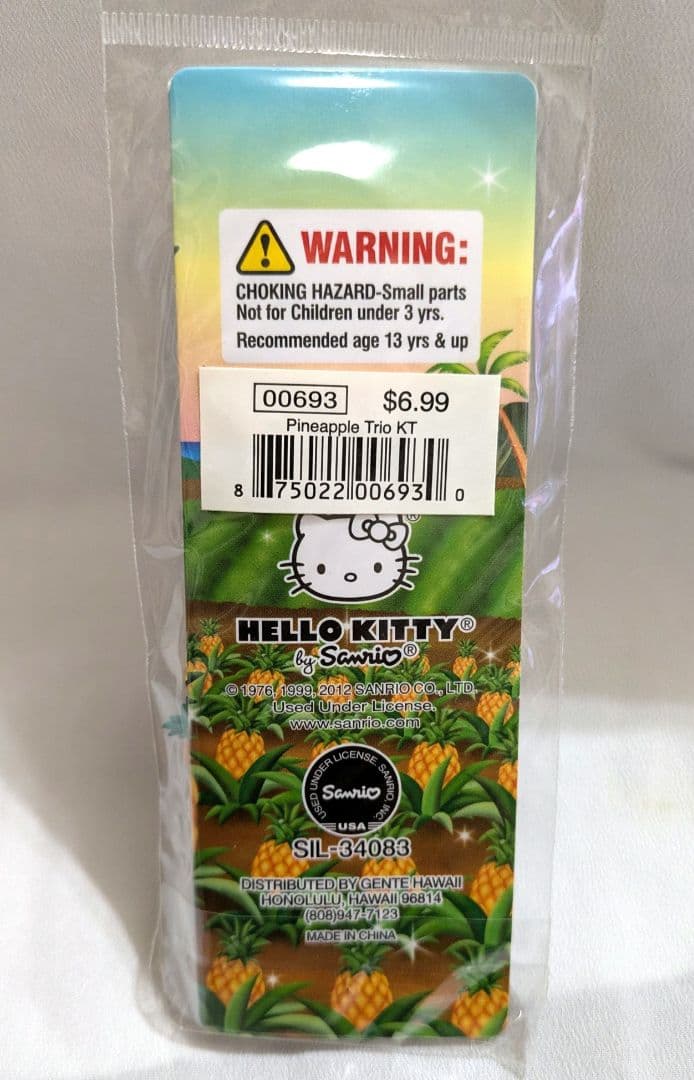 WARNING:
CHOKING HAZARD-Small parts
Not for Children under 3 yrs.
Recommended age 13 yrs & up
00693 $6.99
Pineapple Trio KT
8 75022 00693 0
®
HELLO KITTY®
by Sanrio®
© 1976, 1999, 2012 SANRIO CO., LTD.
Used Under License.
www.sanrio.com
USED UNDER LICENSE. SANRIO, INC.
Sanrio
USA
SIL-34083
DISTRIBUTED BY GENTE HAWAII
HONOLULU, HAWAII 96814
(808)947-7123
MADE IN CHINA